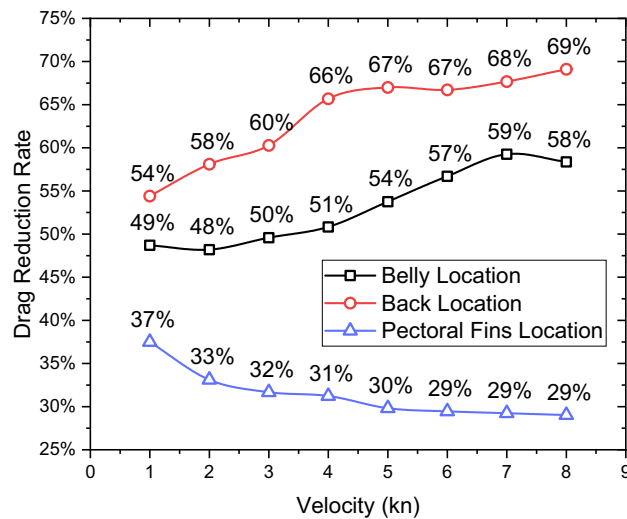 75%
70%
65%
60%
55%
50%
45%
40%
35%
30%
25%
Drag Reduction Rate
54% 58% 60% 66% 67% 67% 68% 69%
49% 48% 50% 51% 54% 57% 59% 58%
37% 33% 32% 31% 30% 29% 29% 29%
Belly Location
Back Location
Pectoral Fins Location
0 1 2 3 4 5 6 7 8 9
Velocity (kn)